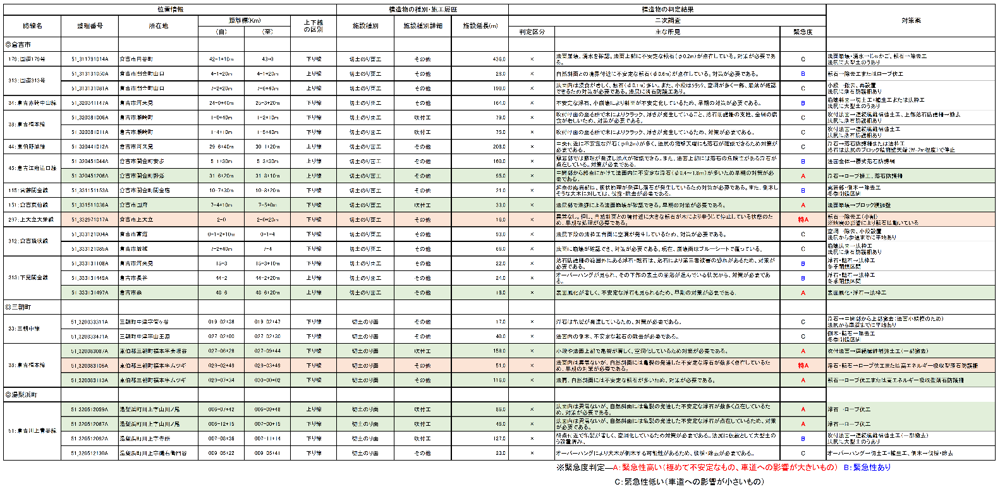 位置情報 構造物の種別・施工履歴 構造物の判定結果 対策案
路線名 整理番号 所在地 距離標(Km) 上下線の区別 施設種別 施設種別詳細 施設延長(m) 二次調査
(自) (至) 判定区分 主な所見 緊急度
◎倉吉市
179：国道179号 51_311791014A 倉吉市田谷町 42-1+10m 43-0 下り線 切土のり面工 その他 436.0 × 法面崩壊、湧水を確認。法面上部に不安定な転石(φ0.2m)が点在している。対策が必要である。 C 法面崩壊・湧水→じゃかご、転石→除去工
法尻に大型土のうあり
313：国道313号 51_313131050A 倉吉市関金町山口 4-1+20m 4-1+20m 上り線 切土のり面工 その他 28.0 × 自然斜面との境界付近に不安定な転石(φ0.6m)が点在している。対策が必要である。 B 転石→除去工またはロープ伏工
51_313131081A 倉吉市関金町山口 7-2+20m 7-6+40m 上り線 切土のり面工 その他 190.0 × 法面内は浸食が著しく、転石(φ0.1m)多い。また、小段はクラック、空洞が多く一部、崩落が確認できるため対策が必要である。法尻に落石防護工あり。 C 小段→撤去、再設置
法尻に落石防護柵あり
34：倉吉赤碕中山線 51_320341147A 倉吉市河来見 24-9+40m 25-3+20m 上り線 切土のり面工 その他 164.0 × 不安定な浮石、小崩壊により斜面が不安定化しているため、早期の対策が必要である。 B 崩壊斜面→切土工+植生工または法枠工
法尻に大型土のうあり
38：倉吉福本線 51_320381006A 倉吉市瀬崎町 1-0+40m 1-2+10m 下り線 切土のり面工 吹付工 79.0 × 吹付け面の至る所で木によりクラック、浮きが発生していること、落石防護柵の支柱、金網の腐食が著しいため、対策が必要である。 C 吹付法面→連続繊維補強土工、上部落石防護柵→撤去
法尻に落石防護柵あり
51_320381011A 倉吉市瀬崎町 1-4+10m 1-5+40m 下り線 切土のり面工 吹付工 75.0 × 吹付け面の至る所で木によりクラック、浮きが発生しているため、対策が必要である。 C 吹付法面→連続繊維補強土工
法尻に落石防護柵あり
44：東伯野添線 51_320441012A 倉吉市河来見 29-6+40m 30-1+20m 下り線 切土のり面工 その他 208.0 × 中央付近に不安定な浮石(φ0.2m)が多く、法尻の擁壁天端にも落石が確認できるため対策が必要である。 C 浮石→落石防護柵または法枠工
落石は法尻のブロック積擁壁天端(W=2m程度)で停止
45：倉吉江府溝口線 51_320451044A 倉吉市関金町安歩 5-1+30m 5-3+30m 上り線 切土のり面工 その他 160.0 × 露岩部では節理が発達し湧水が確認できる。また、法面上部には落石の危険性がある浮石が点在している。対策が必要である。 B 法面全体→覆式落石防護網
51_320451206A 倉吉市関金町野添 31-6+20m 31-8+10m 上り線 切土のり面工 その他 95.0 × 中間部から終点にかけて法面内に不安定な浮石(φ0.4～1.8m)が多いため早期の対策が必要である。 A 浮石→ロープ掛工、落石防護柵
115：常藤関金線 51_331151153A 倉吉市関金町関金宿 10-7+30m 10-8+20m 下り線 切土のり面工 その他 21.0 × 起点の露岩部は、板状節理が発達し落石が発生しているため対策が必要である。また、倒木しそうな大木に対しては、伐採・除去が必要である。 B 露岩部・倒木→除去工
冬季閉鎖区間
151：倉吉東伯線 51_331511036A 倉吉市国府 7-4+10m 7-5+0m 上り線 切土のり面工 吹付工 33.0 × 法尻部で洗掘による法面崩壊が確認できる。早期の対策が必要である。 A 法面崩壊→ブロック積擁壁
297：上大立大栄線 51_332971017A 倉吉市上大立 2-0 2-0+20m 上り線 切土のり面工 その他 16.0 × 異常なし。但し、自然斜面との境付近に大きな転石が木により辛うじて停止している状態のため、早期な処理が必要である。 特A 転石→除去工(小割)
※地震の影響により転石は動いている
312：倉吉環状線 51_333121004A 倉吉市富海 0-1-2+10m 0-1-4 下り線 切土のり面工 その他 93.0 × 法尻下段の法枠工背面に空洞が発生しているため、対策が必要である。 C 空洞→除去、小段設置
法尻から歩道までに平地あり
51_333121085A 倉吉市巌城 7-2+40m 7-4 下り線 切土のり面工 その他 66.0 × 法面に崩壊が確認でき、対策が必要である。現在、崩壊面はブルーシートで覆っている。 C 崩壊法面→法枠工
法尻に落石防護柵あり
313：下見関金線 51_333131108A 倉吉市河来見 15-3 15-3+10m 下り線 切土のり面工 その他 22.0 × 落石防護柵の範囲外にある浮石・転石は、落石により第三者被害の恐れがあるため、対策が必要である。 B 浮石・転石→法枠工
冬季閉鎖区間
51_333131445A 倉吉市長谷 44-2 44-2+20m 上り線 切土のり面工 その他 24.0 × オーバーハングが見られ、その下部の表土の崩落が進んでいる状況から、対策が必要である。 B 浮石・転石→法枠工
冬季閉鎖区間
51_333131497A 倉吉市森 48-6 48-6+20m 上り線 切土のり面工 その他 16.0 × 表面風化が著しく、不安定な浮石も見られるため、早期の対策が必要である。 A 表面風化・浮石→法枠工
◎三朝町
33：三朝中線 51_320333311A 三朝町中津字笹ヶ谷 019-02+36 019-02+47 下り線 切土のり面 その他 17.0 × 浮石は亀裂が発達しているため、対策が必要である。 C 浮石→中間部から上部撤去(法面小規模のため)
法尻から車道までに平地あり
51_320333471A 三朝町中津字山王原 027-02+00 027-02+30 下り線 切土のり面 その他 40.0 × 法面内の倒木、不安定な転石の除去が必要である。 C 倒木・転石→除去工
冬季閉鎖区間
38：倉吉福本線 51_320383087A 東伯郡三朝町福本字美坂谷 027-06+28 027-09+44 下り線 切土のり面 吹付工 158.0 × 小段や法面上部で亀裂が著しく、空洞化しているため対策が必要である。 A 吹付法面→連続繊維補強土工(一部撤去)
51_320383106A 東伯郡三朝町福本字ムツギ 029-02+49 029-03+49 下り線 切土のり面 その他 51.0 × 法面内は異常ないが、自然斜面には亀裂の発達した不安定な浮石が数多く点在しているため、早期の対策が必要である。 特A 浮石・転石→ロープ伏工または高エネルギー吸収型落石防護柵
51_320383113A 東伯郡三朝町福本字ムツギ 029-07+34 030-00+02 下り線 切土のり面 その他 116.0 × 法肩、自然斜面には不安定な転石が多いため、対策が必要である。 A 転石→ロープ伏工または高エネルギー吸収型落石防護柵
◎湯梨浜町
51：倉吉川上青谷線 51_320512059A 湯梨浜町川上字山川ノ尾 006-07+42 006-09+48 上り線 切土のり面 吹付工 86.0 × 法面内は異常ないが、自然斜面には亀裂の発達した不安定な浮石が数多く点在しているため、対策が必要である。 A 浮石→ロープ伏工
51_320512067A 湯梨浜町川上字山川ノ尾 006-12+15 007-00+15 下り線 切土のり面 吹付工 46.0 × 法面内は異常ないが、自然斜面には亀裂の発達した不安定な浮石が点在しているため、対策が必要である。 A 浮石→ロープ伏工
51_320512092A 湯梨浜町川上字寺所 007-08+36 007-11+14 下り線 切土のり面 吹付工 127.0 × 終点付近で亀裂が著しく、空洞化しているため対策が必要である。法尻に仮設として大型土のう設置済み。 B 吹付法面→連続繊維補強土工(一部撤去)
法尻に大型土のうあり
51_320512130A 湯梨浜町川上字磯右衛門谷 009-05+22 009-05+41 下り線 切土のり面 その他 23.0 × オーバーハングにより大木が倒木する可能性があるため、伐採・除去が必要である。 C オーバーハング→切土工+植生工、倒木→伐採・除去
※緊急度判定―A：緊急性高い(極めて不安定なもの、車道への影響が大きいもの) B：緊急性あり
C：緊急性低い(車道への影響が小さいもの)